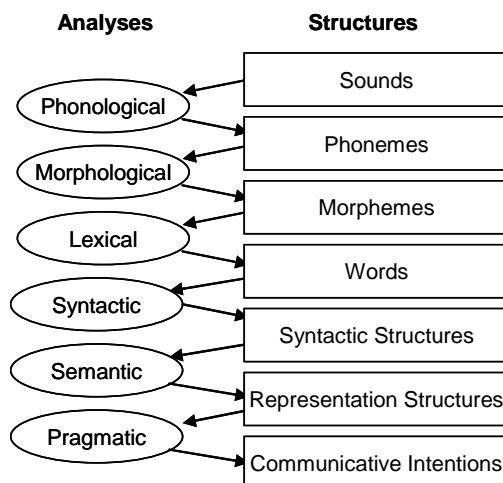 Analyses Structures
Sounds
Phonological
Phonemes
Morphological
Morphemes
Lexical
Words
Syntactic
Syntactic Structures
Semantic
Representation Structures
Pragmatic
Communicative Intentions